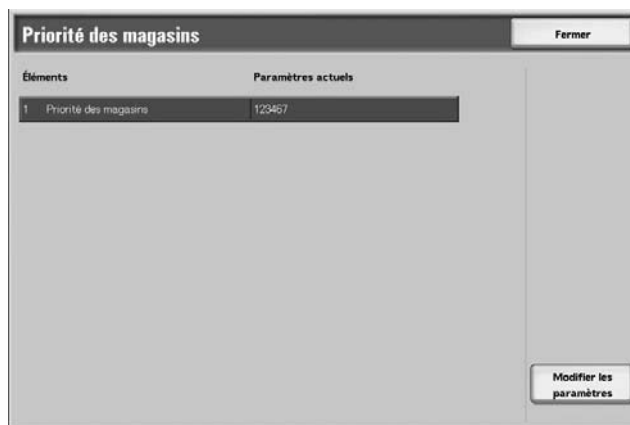 Priorité des magasins
Fermer
Éléments Paramètres actuels
1 Priorité des magasins 123467
Modifier les
paramètres